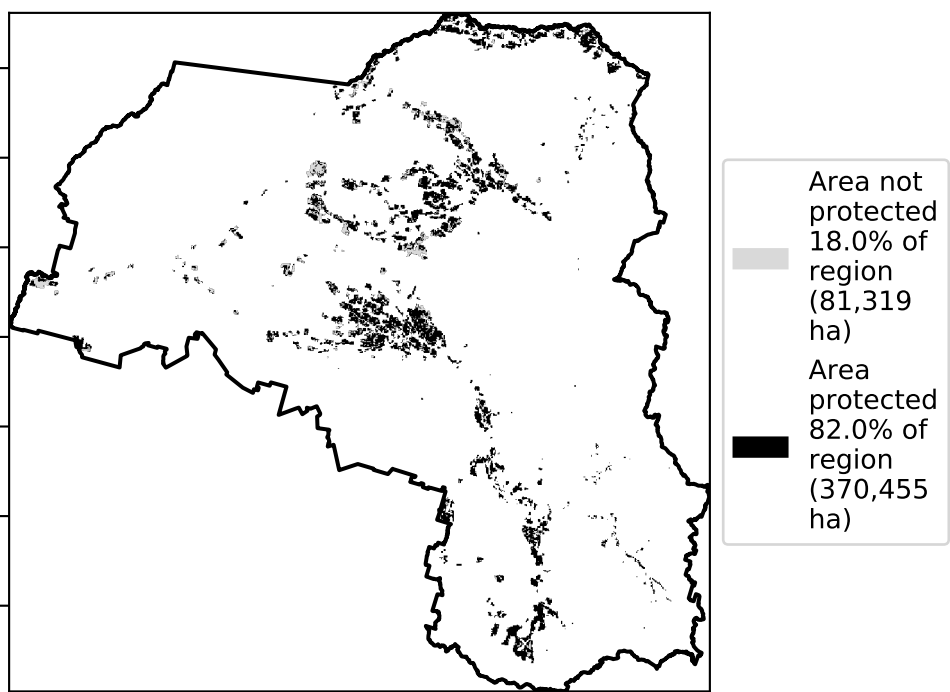 Area not
protected
18.0% of
region
(81,319
ha)
Area
protected
82.0% of
region
(370,455
ha)